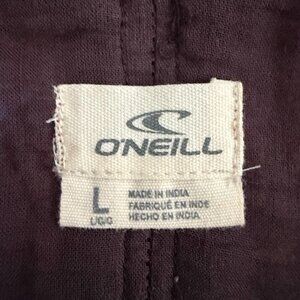 O'NEILL
L
L/G/G
MADE IN INDIA
FABRIQUÉ EN INDE
HECHO EN INDIA